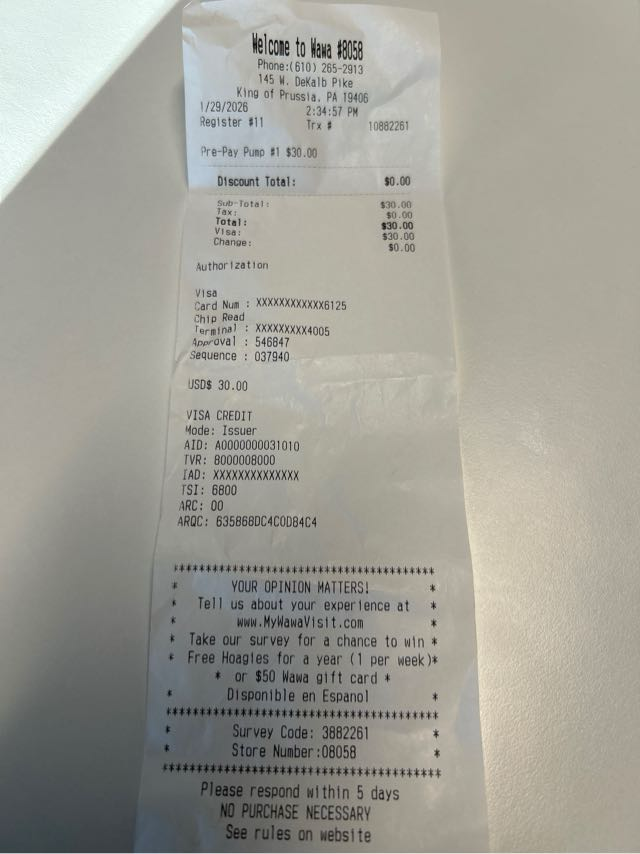 Welcome to Wawa #8058
Phone:(610) 265-2913
145 W. DeKalb Pike
King of Prussia, PA 19406
1/29/2026 2:34:57 PM
Register #11 Trx # 10882261
Pre-Pay Pump #1 $30.00
Discount Total: $0.00
Sub-Total: $30.00
Tax: $0.00
Total: $30.00
Visa: $30.00
Change: $0.00
Authorization
Visa
Card Num : XXXXXXXXXXXX6125
Chip Read
Terminal : XXXXXXXXX4005
Approval : 546847
Sequence : 037940
USD$ 30.00
VISA CREDIT
Mode: Issuer
AID: A0000000031010
TVR: 8000008000
IAD: XXXXXXXXXXXXXX
TSI: 6800
ARC: 00
ARQC: 635868DC4C0D84C4
****************************************
* YOUR OPINION MATTERS! *
* Tell us about your experience at *
* www.MyWawaVisit.com *
* Take our survey for a chance to win *
* Free Hoagies for a year (1 per week)*
* or $50 Wawa gift card *
* Disponible en Espanol *
****************************************
* Survey Code: 3882261 *
* Store Number:08058 *
****************************************
Please respond within 5 days
NO PURCHASE NECESSARY
See rules on website